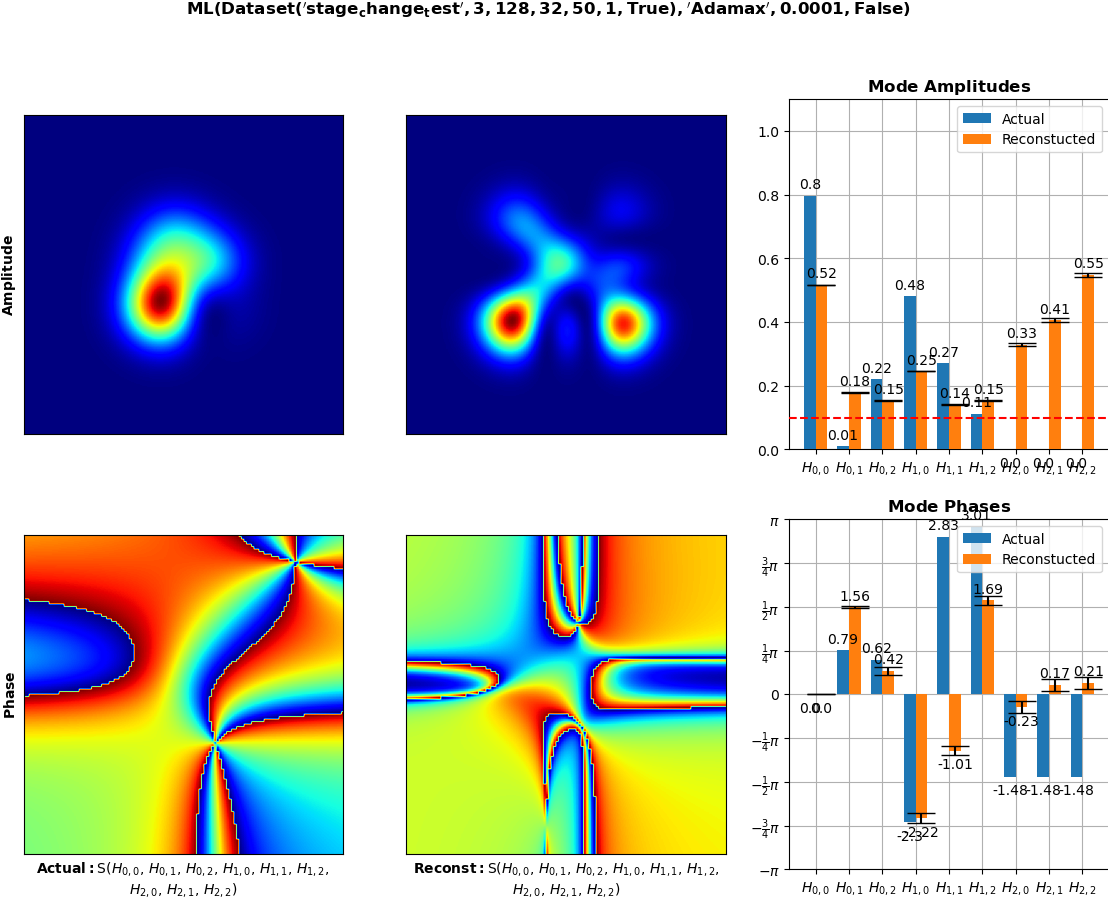 ML(Dataset('stage_change_test', 3, 128, 32, 50, 1, True), 'Adamax', 0.0001, False)
Amplitude
Mode Amplitudes
Actual
Reconstucted
1.0
0.8
0.6
0.4
0.2
0.0
0.8
0.52
0.01
0.18
0.22
0.15
0.48
0.25
0.27
0.14
0.11
0.15
0.0
0.33
0.0
0.41
0.0
0.55
H0,0 H0,1 H0,2 H1,0 H1,1 H1,2 H2,0 H2,1 H2,2
Phase
Mode Phases
Actual
Reconstucted
π
3/4π
1/2π
1/4π
0
−1/4π
−1/2π
−3/4π
−π
0.0
0.0
0.79
1.56
0.62
0.42
-2.3
-2.22
2.83
-1.01
3.01
1.69
-1.48
-0.23
-1.48
0.17
-1.48
0.21
H0,0 H0,1 H0,2 H1,0 H1,1 H1,2 H2,0 H2,1 H2,2
Actual: S(H0,0, H0,1, H0,2, H1,0, H1,1, H1,2,
H2,0, H2,1, H2,2)
Reconst: S(H0,0, H0,1, H0,2, H1,0, H1,1, H1,2,
H2,0, H2,1, H2,2)